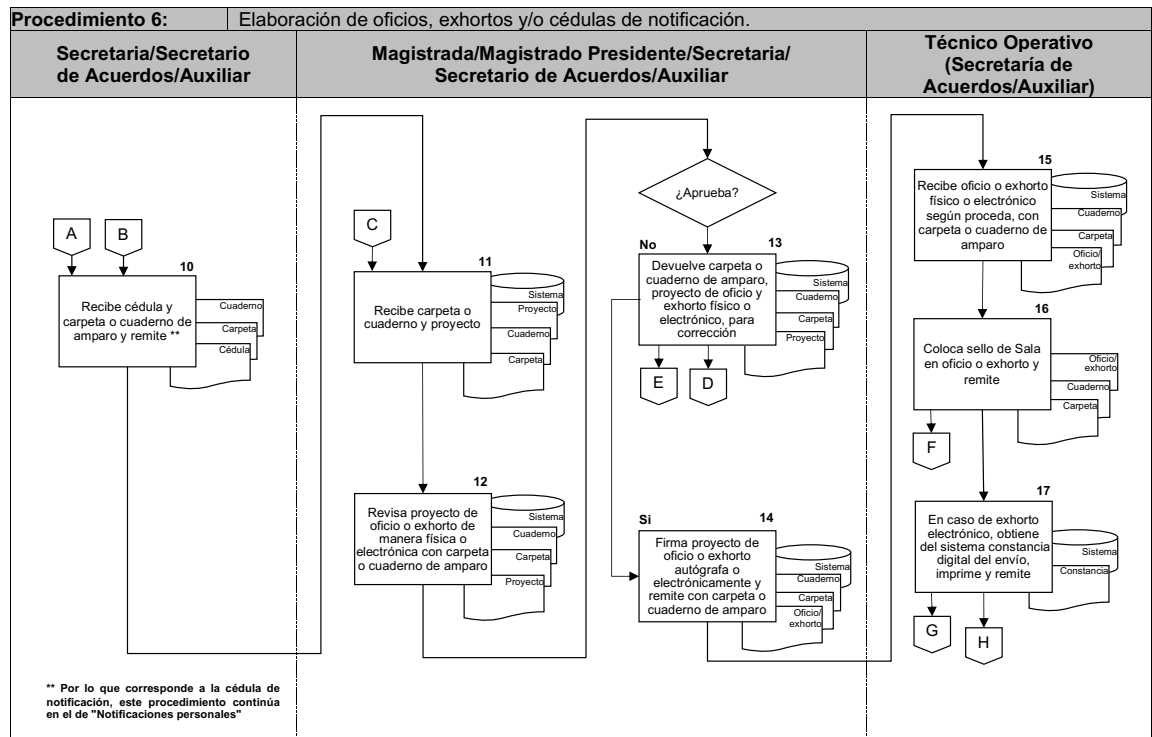 Procedimiento 6: Elaboración de oficios, exhortos y/o cédulas de notificación.
Secretaria/Secretario
de Acuerdos/Auxiliar
Magistrada/Magistrado Presidente/Secretaria/
Secretario de Acuerdos/Auxiliar
Técnico Operativo
(Secretaría de
Acuerdos/Auxiliar)
A
B
10
Recibe cédula y
carpeta o cuaderno de
amparo y remite **
Cuaderno
Carpeta
Cédula
** Por lo que corresponde a la cédula de
notificación, este procedimiento continúa
en el de "Notificaciones personales"
C
11
Recibe carpeta o
cuaderno y proyecto
Sistema
Proyecto
Cuaderno
Carpeta
12
Revisa proyecto de
oficio o exhorto de
manera física o
electrónica con carpeta
o cuaderno de amparo
Sistema
Cuaderno
Carpeta
Proyecto
¿Aprueba?
No
13
Devuelve carpeta o
cuaderno de amparo,
proyecto de oficio y
exhorto físico o
electrónico, para
corrección
Sistema
Cuaderno
Carpeta
Proyecto
E
D
Si
14
Firma proyecto de
oficio o exhorto
autógrafa o
electrónicamente y
remite con carpeta o
cuaderno de amparo
Sistema
Cuaderno
Carpeta
Oficio/
exhorto
15
Recibe oficio o exhorto
físico o electrónico
según proceda, con
carpeta o cuaderno de
amparo
Sistema
Cuaderno
Carpeta
Oficio/
exhorto
16
Coloca sello de Sala
en oficio o exhorto y
remite
Oficio/
exhorto
Cuaderno
Carpeta
F
17
En caso de exhorto
electrónico, obtiene
del sistema constancia
digital del envío,
imprime y remite
Sistema
Constancia
G
H